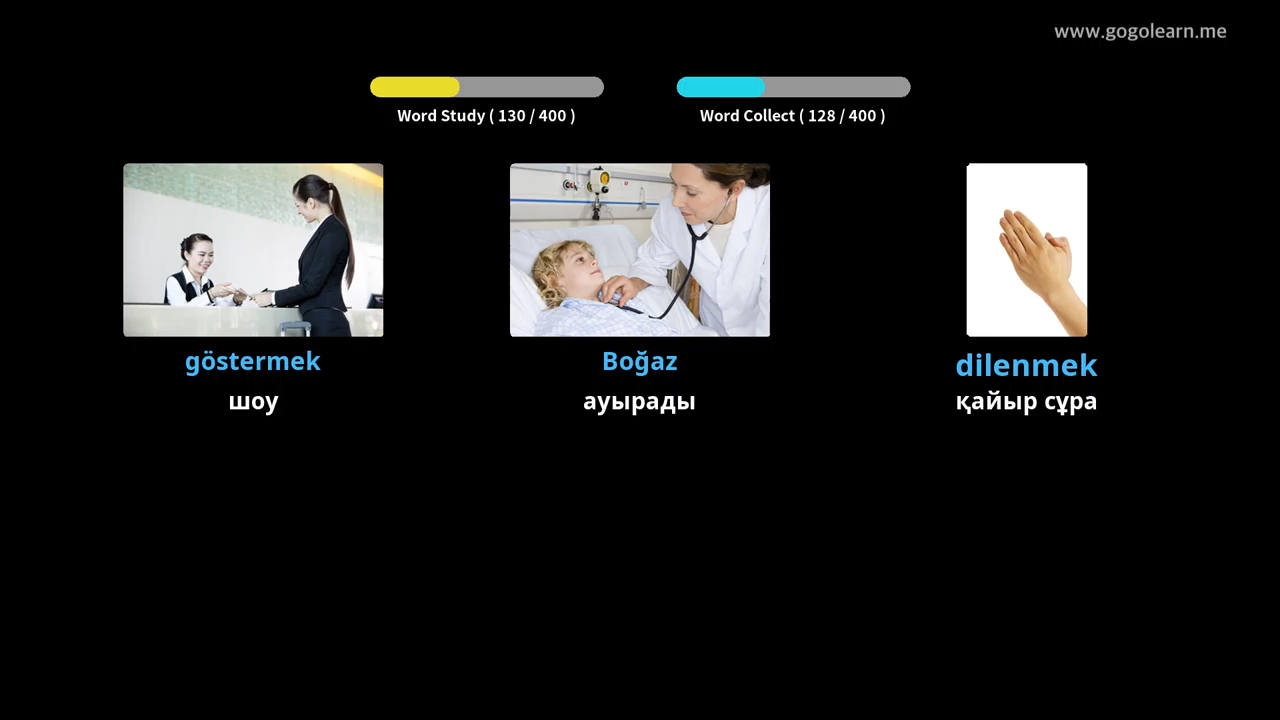 www.gogolearn.me
Word Study ( 130 / 400 )
Word Collect ( 128 / 400 )
göstermek
Boğaz
dilenmek
шоу
ауырады
қайыр сұра